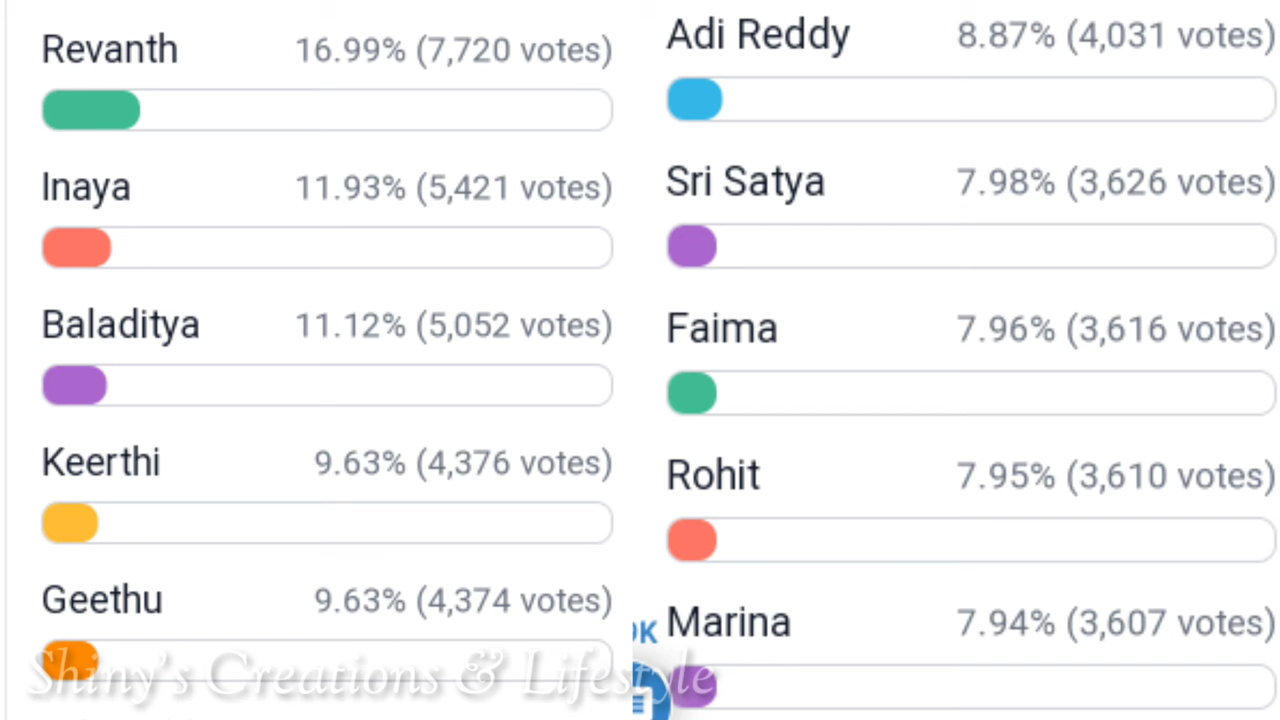 Revanth 16.99% (7,720 votes)
Inaya 11.93% (5,421 votes)
Baladitya 11.12% (5,052 votes)
Keerthi 9.63% (4,376 votes)
Geethu 9.63% (4,374 votes)
Adi Reddy 8.87% (4,031 votes)
Sri Satya 7.98% (3,626 votes)
Faima 7.96% (3,616 votes)
Rohit 7.95% (3,610 votes)
Marina 7.94% (3,607 votes)
Shiny's Creations & Lifestyle